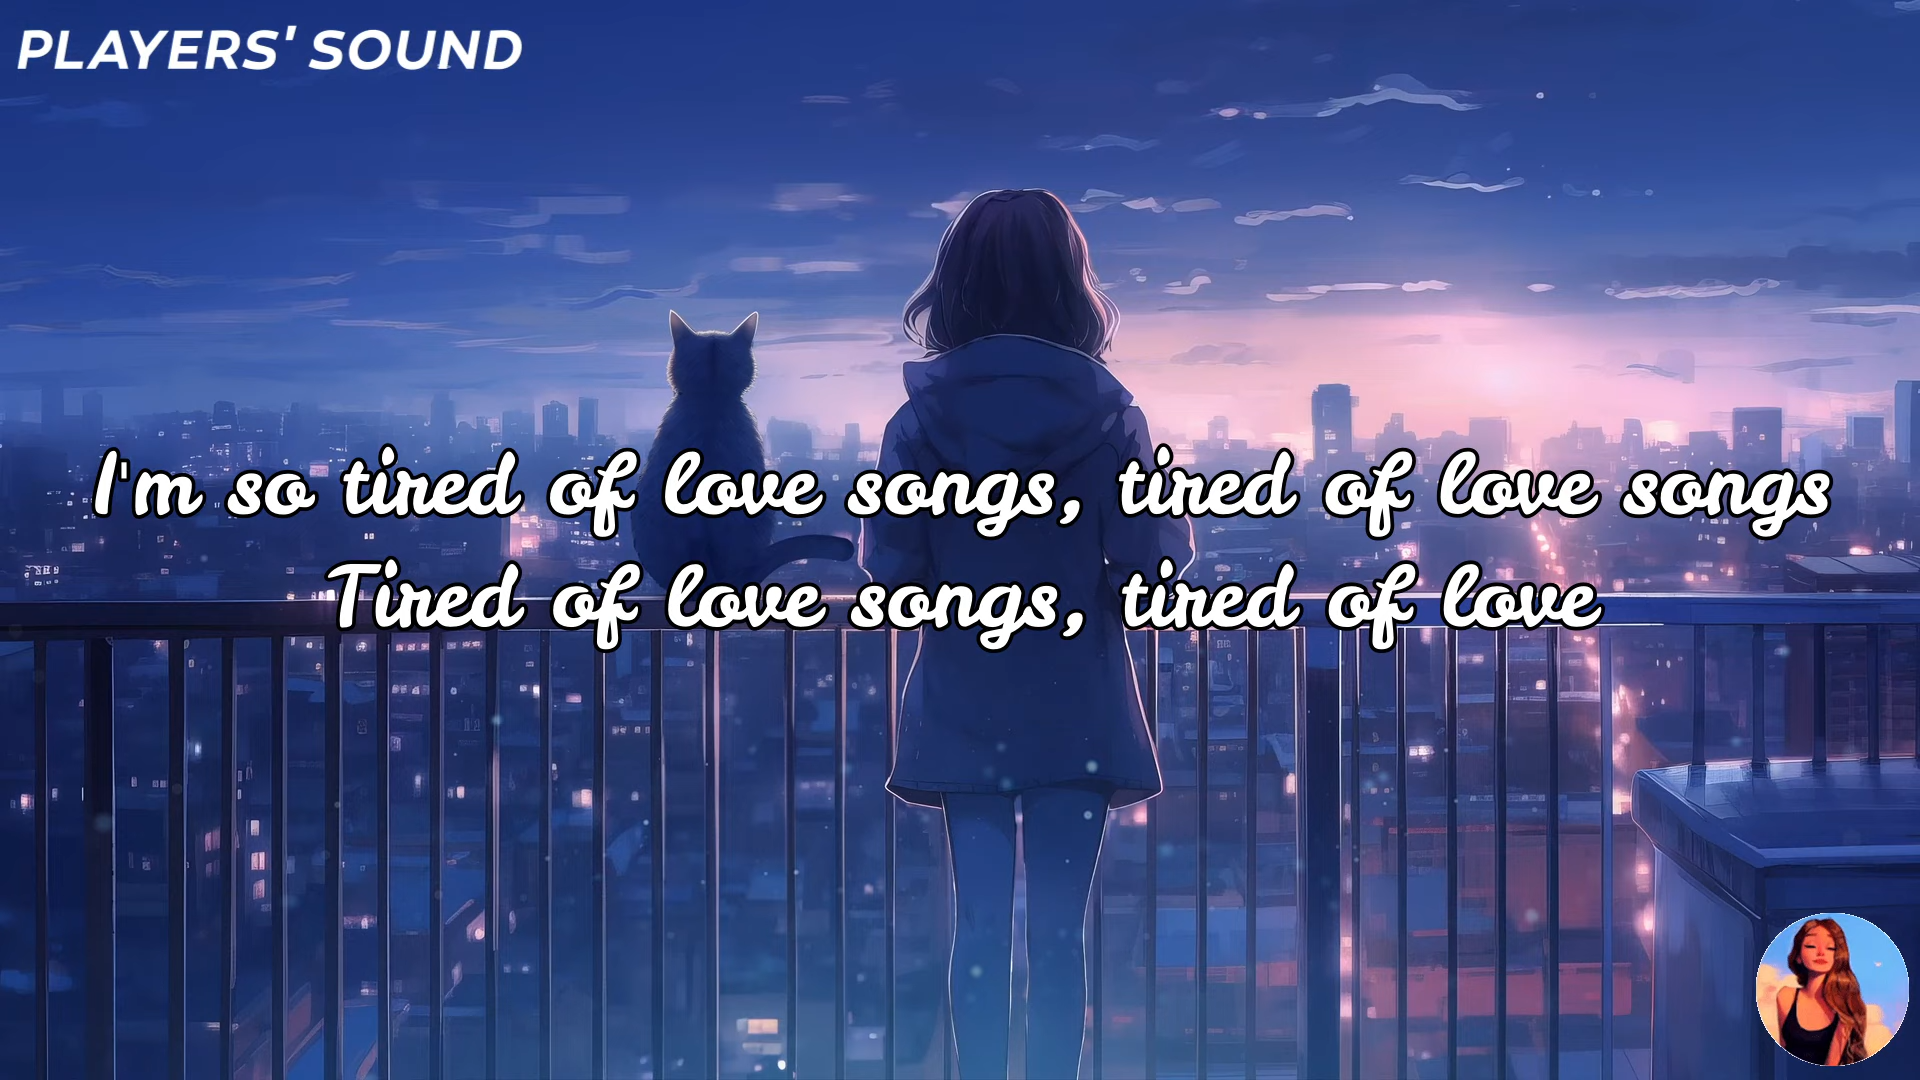 PLAYERS' SOUND
I'm so tired of love songs, tired of love songs
Tired of love songs, tired of love